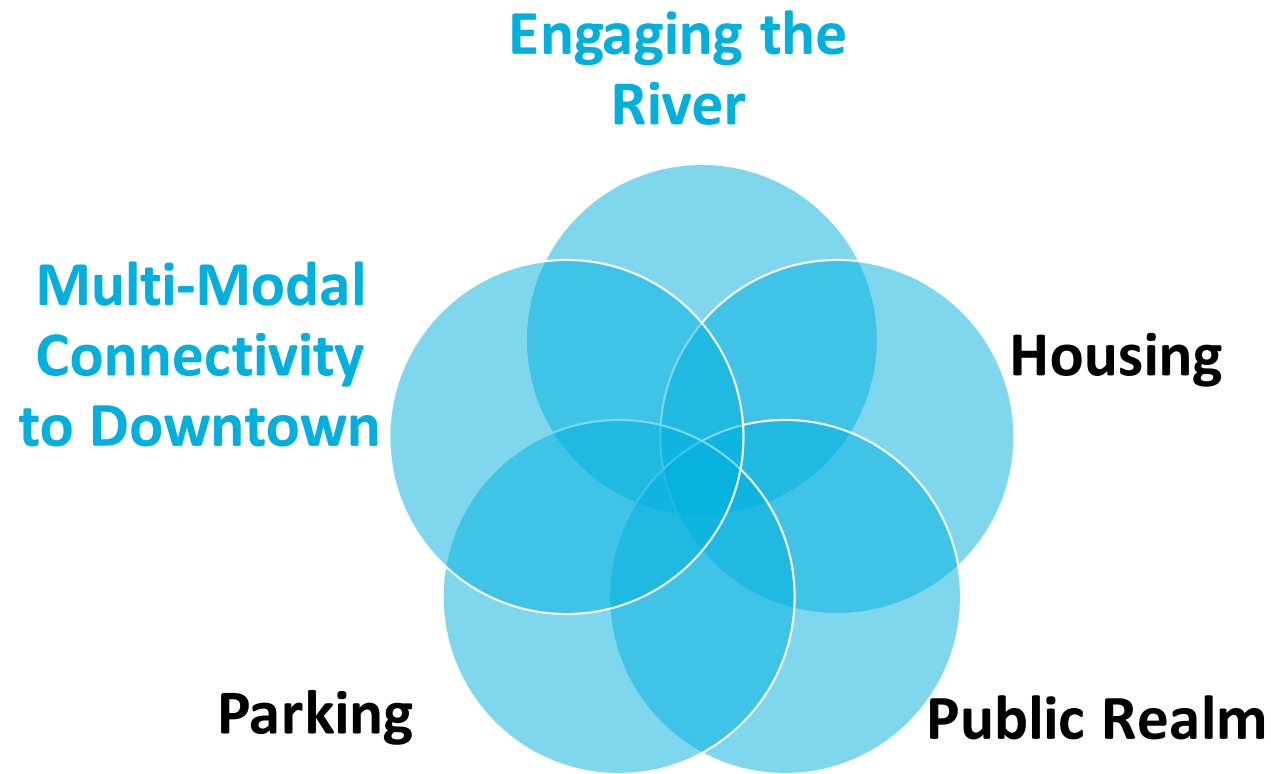 Engaging the
River
Multi-Modal
Connectivity
to Downtown
Housing
Parking
Public Realm